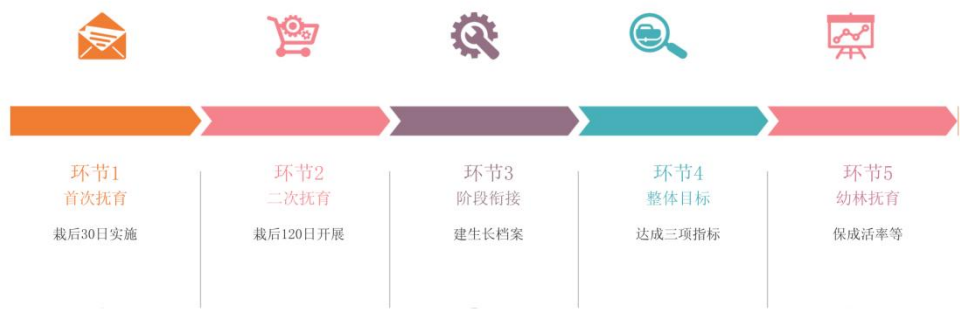 环节1
首次抚育
栽后30日实施
环节2
二次抚育
栽后120日开展
环节3
阶段衔接
建生长档案
环节4
整体目标
达成三项指标
环节5
幼林抚育
保成活率等